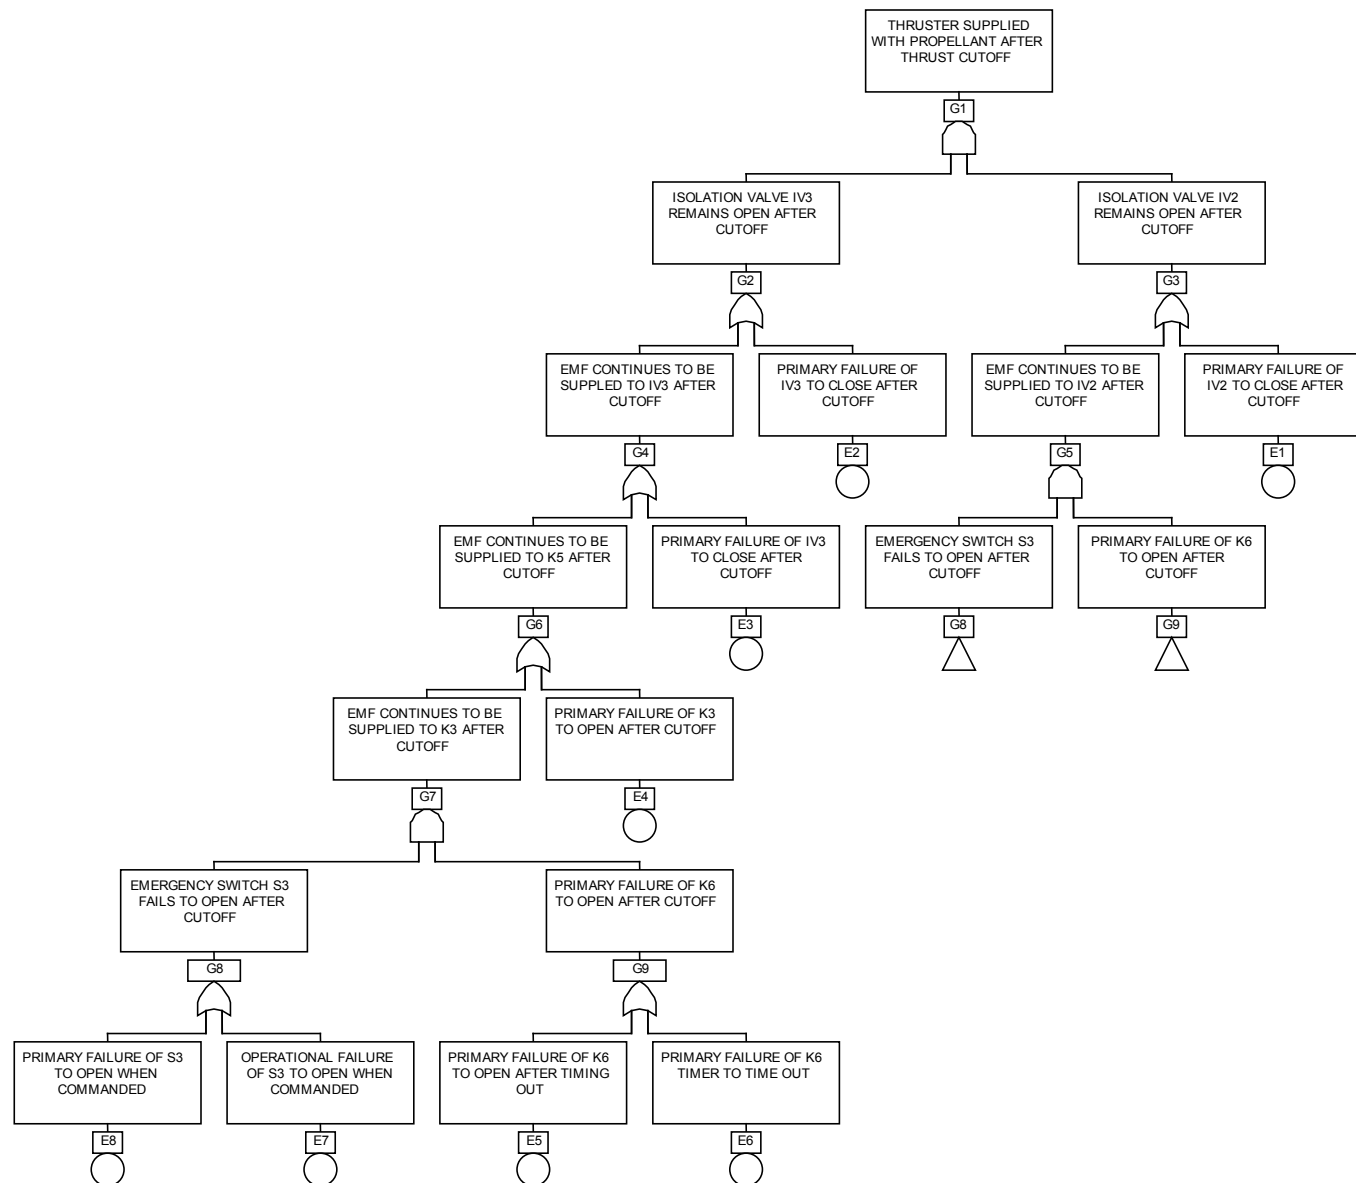 THRUSTER SUPPLIED
WITH PROPELLANT AFTER
THRUST CUTOFF
G1
ISOLATION VALVE IV3
REMAINS OPEN AFTER
CUTOFF
G2
ISOLATION VALVE IV2
REMAINS OPEN AFTER
CUTOFF
G3
EMF CONTINUES TO BE
SUPPLED TO IV3 AFTER
CUTOFF
G4
PRIMARY FAILURE OF
IV3 TO CLOSE AFTER
CUTOFF
E2
EMF CONTINUES TO BE
SUPPLIED TO IV2 AFTER
CUTOFF
G5
PRIMARY FAILURE OF
IV2 TO CLOSE AFTER
CUTOFF
E1
EMF CONTINUES TO BE
SUPPLIED TO K5 AFTER
CUTOFF
G6
PRIMARY FAILURE OF IV3
TO CLOSE AFTER
CUTOFF
E3
EMERGENCY SWITCH S3
FAILS TO OPEN AFTER
CUTOFF
G8
PRIMARY FAILURE OF K6
TO OPEN AFTER
CUTOFF
G9
EMF CONTINUES TO BE
SUPPLIED TO K3 AFTER
CUTOFF
G7
PRIMARY FAILURE OF K3
TO OPEN AFTER CUTOFF
E4
EMERGENCY SWITCH S3
FAILS TO OPEN AFTER
CUTOFF
G8
PRIMARY FAILURE OF K6
TO OPEN AFTER CUTOFF
G9
PRIMARY FAILURE OF S3
TO OPEN WHEN
COMMANDED
E8
OPERATIONAL FAILURE
OF S3 TO OPEN WHEN
COMMANDED
E7
PRIMARY FAILURE OF K6
TO OPEN AFTER TIMING
OUT
E5
PRIMARY FAILURE OF K6
TIMER TO TIME OUT
E6